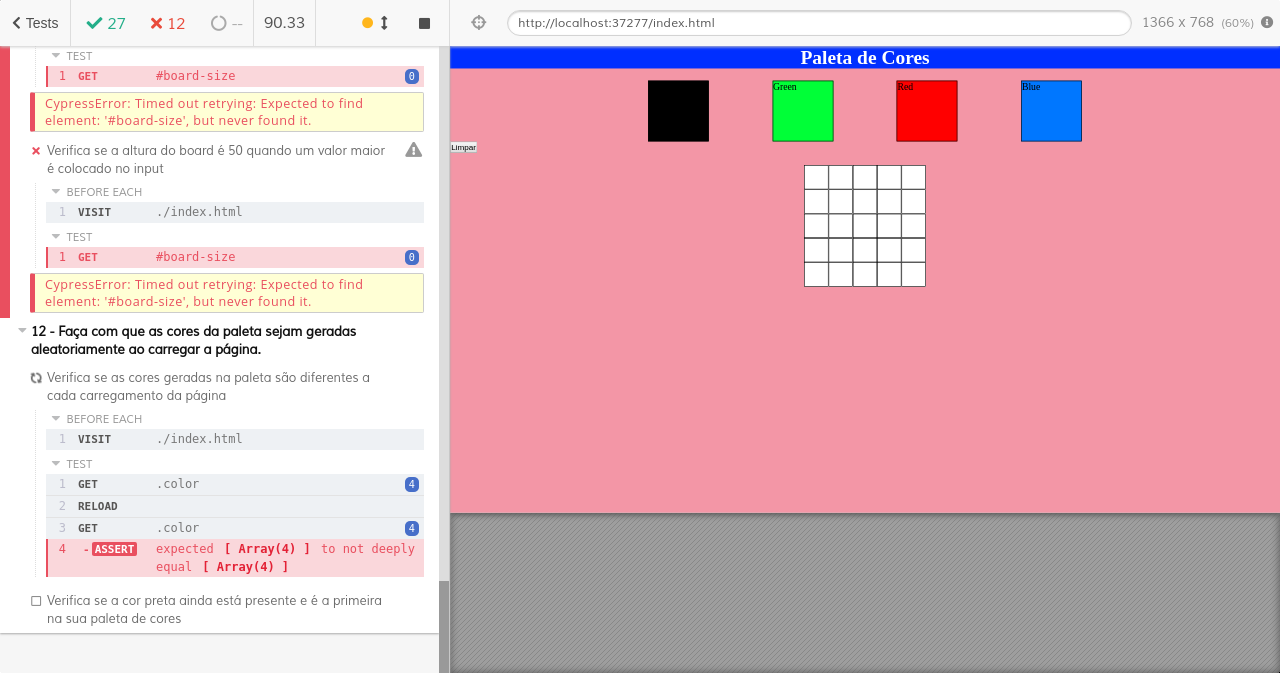 Tests
27
12
--
90.33
http://localhost:37277/index.html
1366 x 768 (60%)
TEST
1 GET #board-size 0
CypressError: Timed out retrying: Expected to find
element: '#board-size', but never found it.
Verifica se a altura do board é 50 quando um valor maior
é colocado no input
BEFORE EACH
1 VISIT ./index.html
TEST
1 GET #board-size 0
CypressError: Timed out retrying: Expected to find
element: '#board-size', but never found it.
12 - Faça com que as cores da paleta sejam geradas
aleatoriamente ao carregar a página.
Verifica se as cores geradas na paleta são diferentes a
cada carregamento da página
BEFORE EACH
1 VISIT ./index.html
TEST
1 GET .color 4
2 RELOAD
3 GET .color 4
4 -ASSERT expected [ Array(4) ] to not deeply
equal [ Array(4) ]
Verifica se a cor preta ainda está presente e é a primeira
na sua paleta de cores
Paleta de Cores
Green
Red
Blue
Limpar